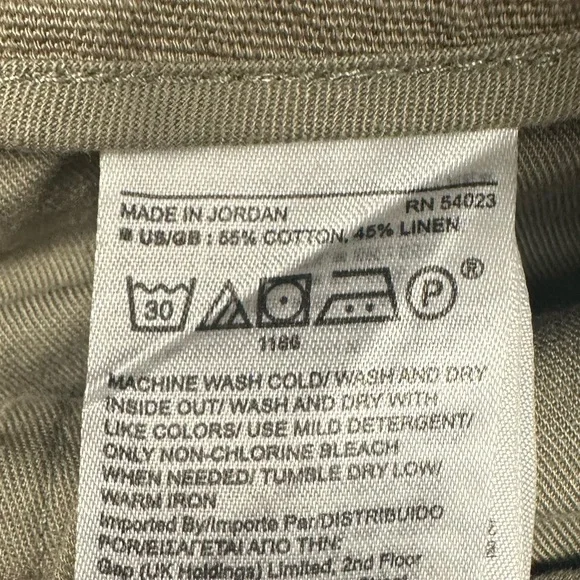 MADE IN JORDAN RN 54023
US/GB : 55% COTTON, 45% LINEN
30 P ®
1186
MACHINE WASH COLD/ WASH AND DRY
INSIDE OUT/ WASH AND DRY WITH
LIKE COLORS/ USE MILD DETERGENT/
ONLY NON-CHLORINE BLEACH
WHEN NEEDED/ TUMBLE DRY LOW/
WARM IRON
Imported By/Importe Par/DISTRIBUIDO
POR/ΕΙΣΑΓΕΤΑΙ ΑΠΟ ΤΗΝ:
Gap (UK Holdings) Limited, 2nd Floor